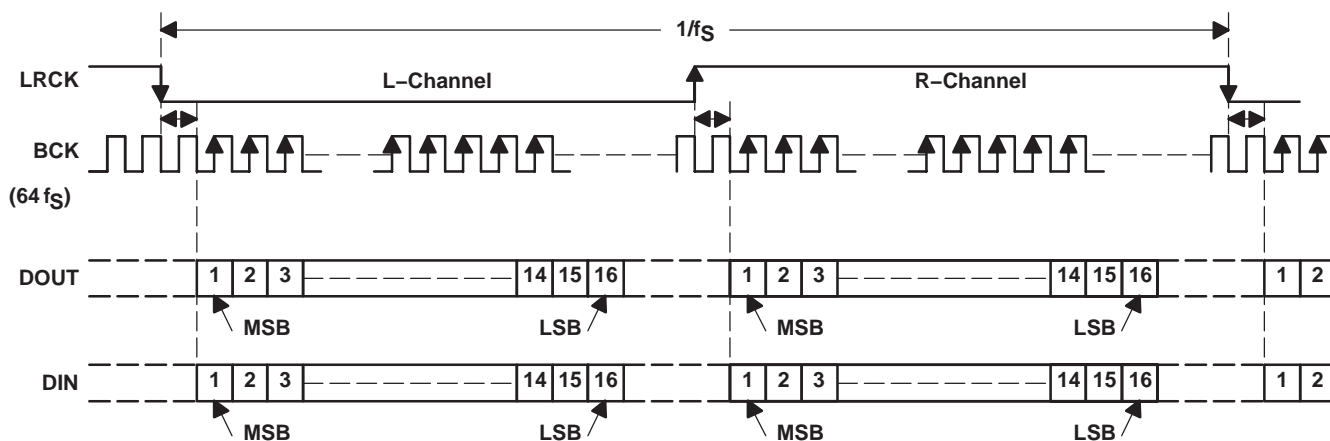 1/fS
LRCK
L–Channel
R–Channel
BCK
(64 fS)
DOUT
1 2 3 14 15 16 1 2 3 14 15 16 1 2
MSB LSB MSB LSB
DIN
1 2 3 14 15 16 1 2 3 14 15 16 1 2
MSB LSB MSB LSB